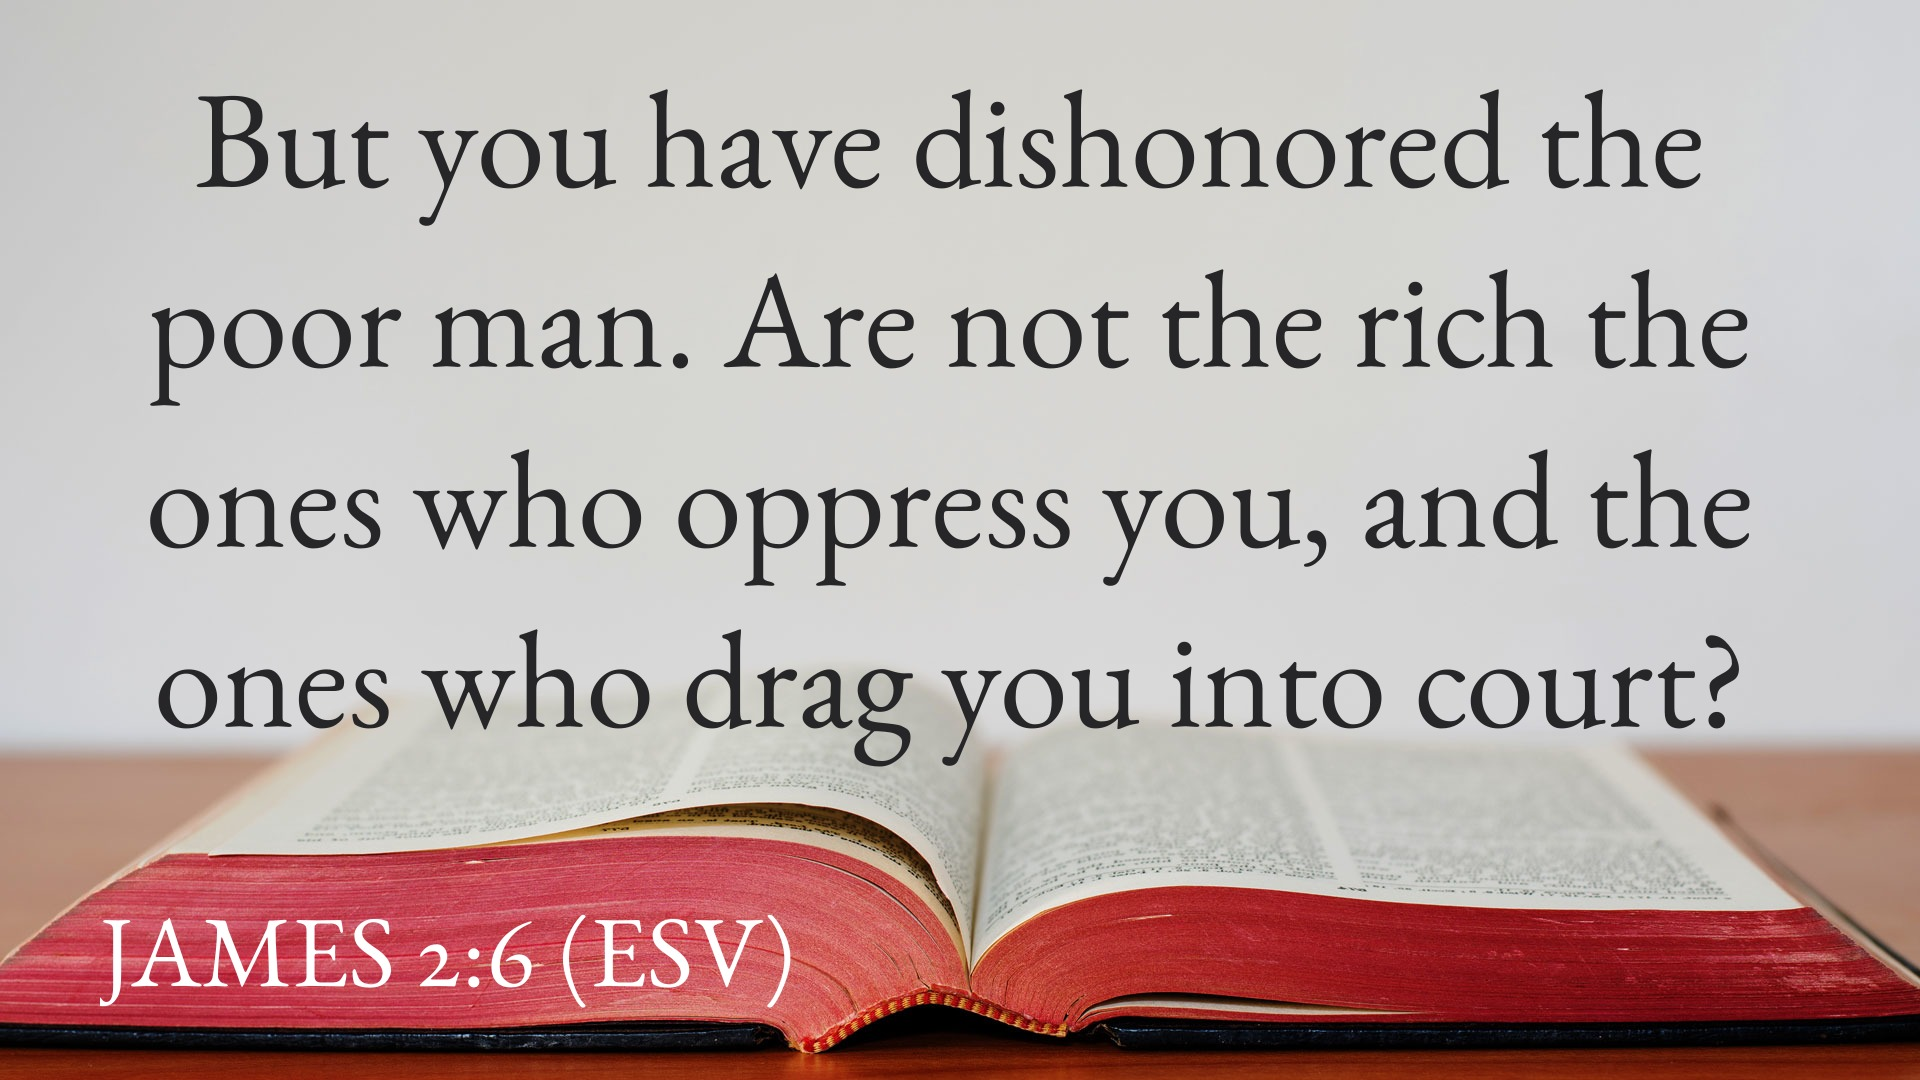 But you have dishonored the
poor man. Are not the rich the
ones who oppress you, and the
ones who drag you into court?
JAMES 2:6 (ESV)